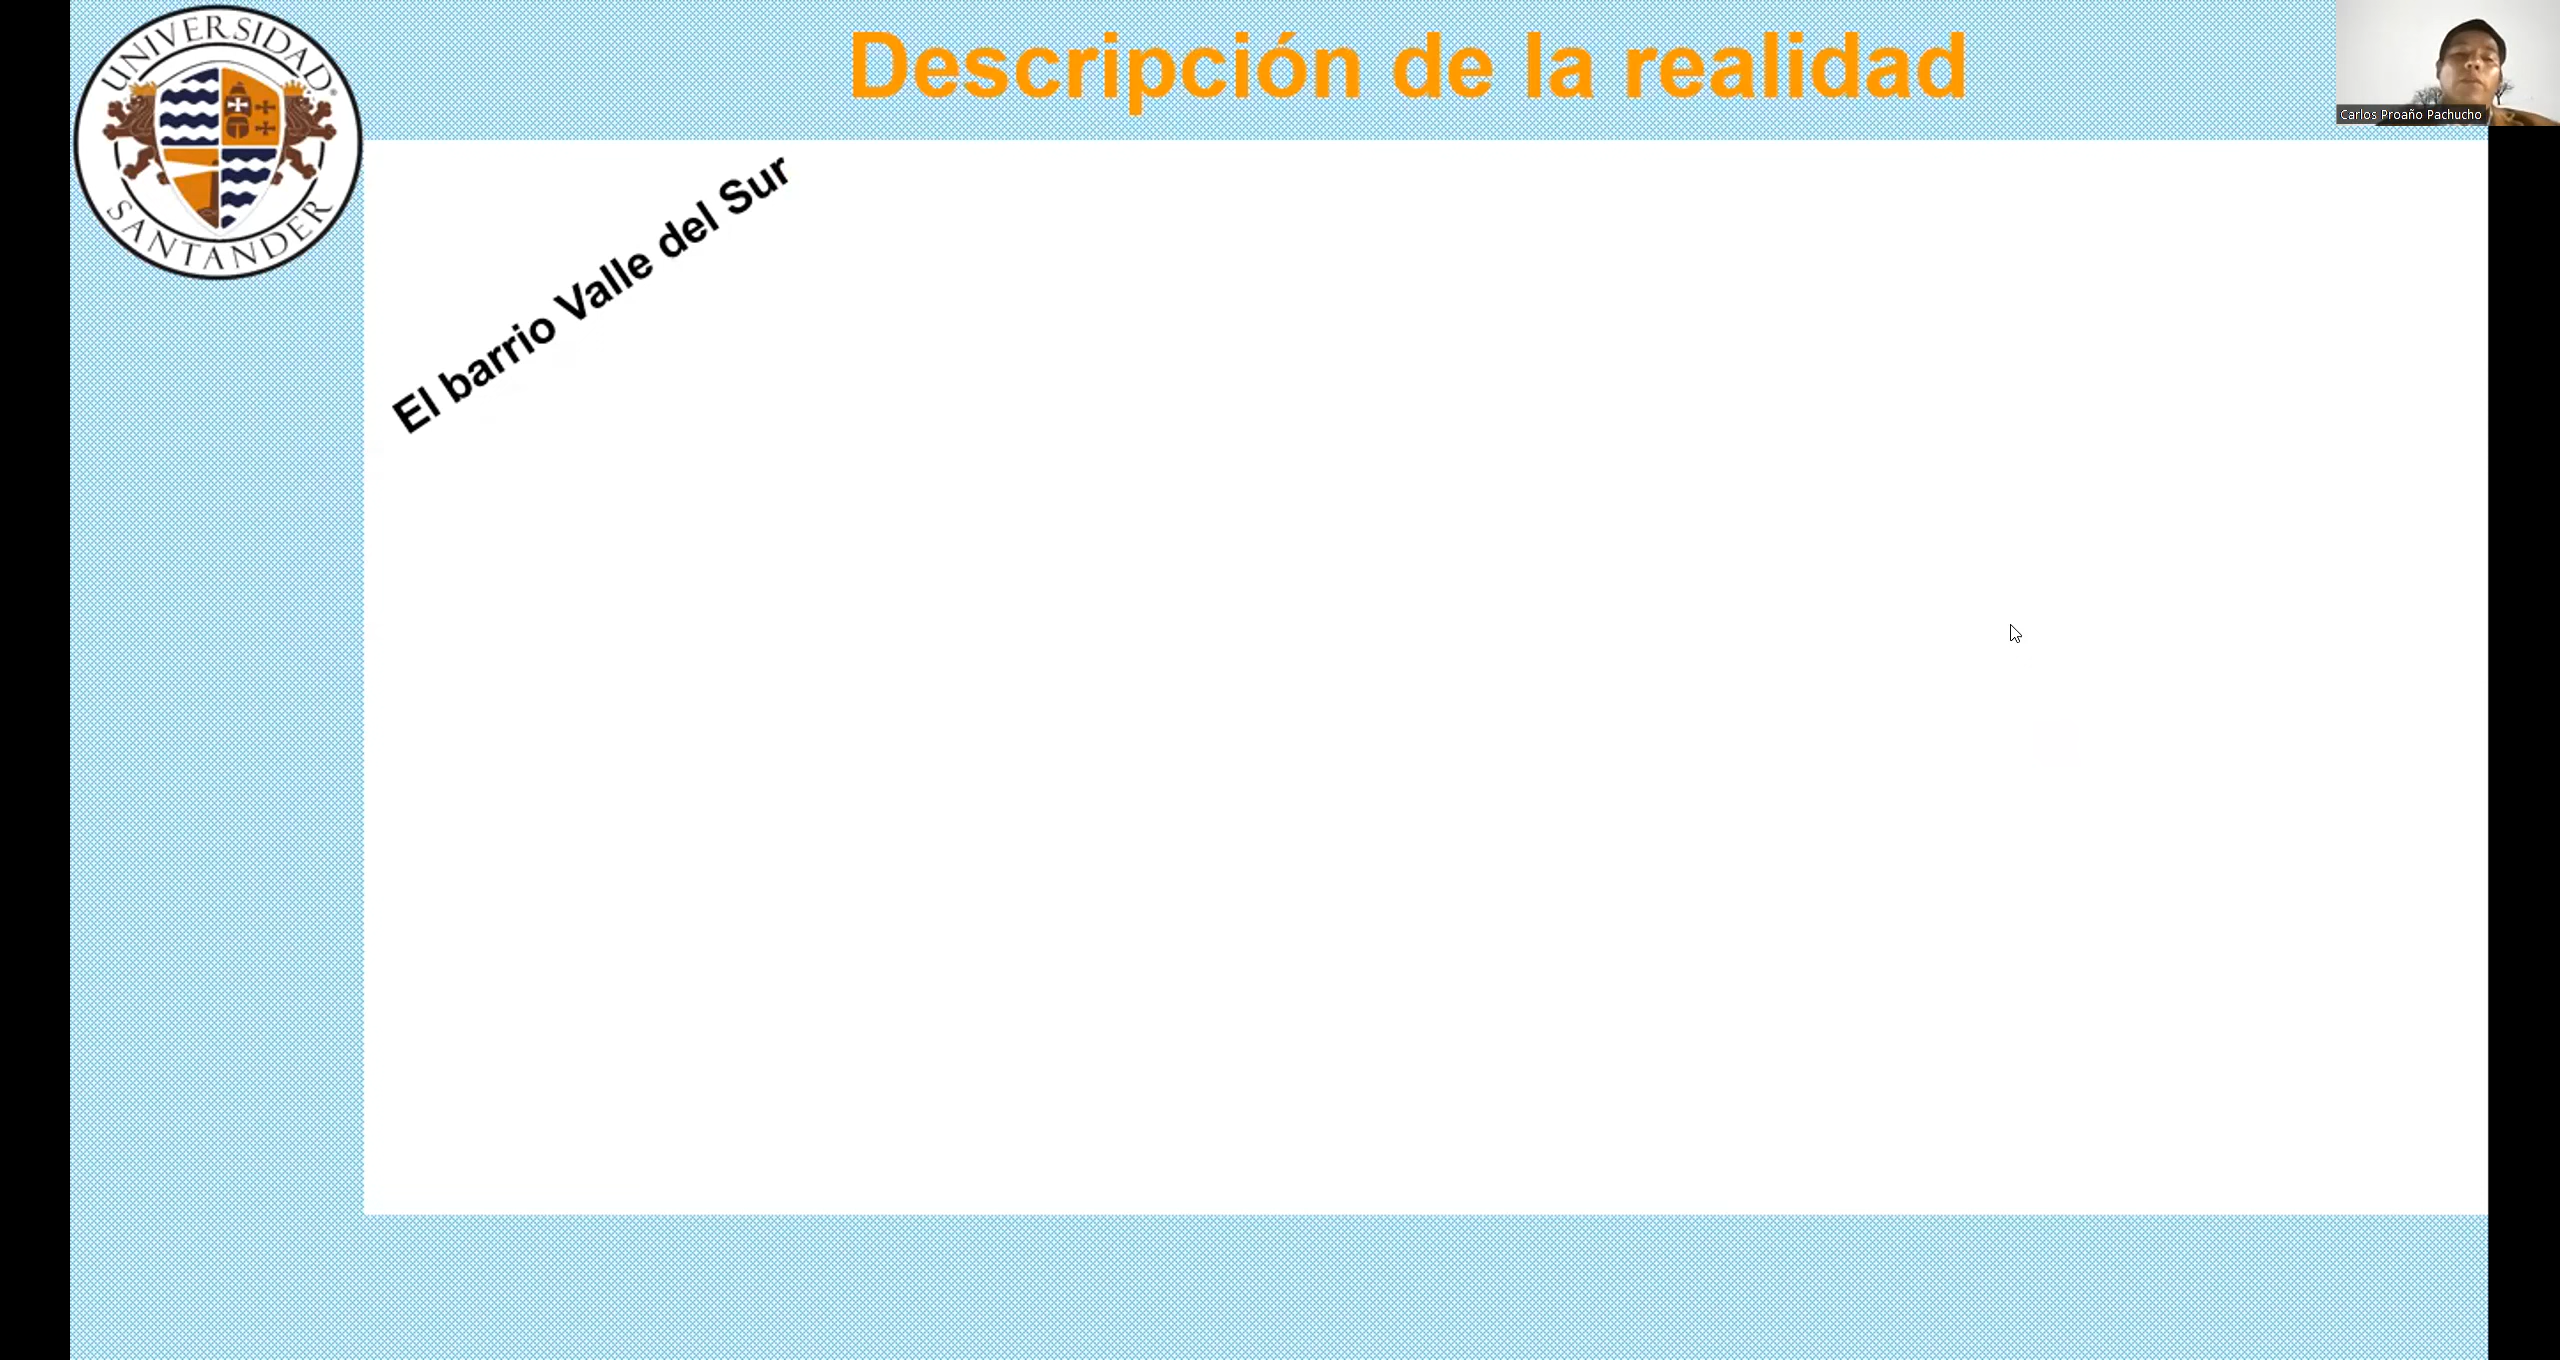 UNIVERSIDAD
SANTANDER
Descripción de la realidad
Carlos Proaño Pachucho
El barrio Valle del Sur